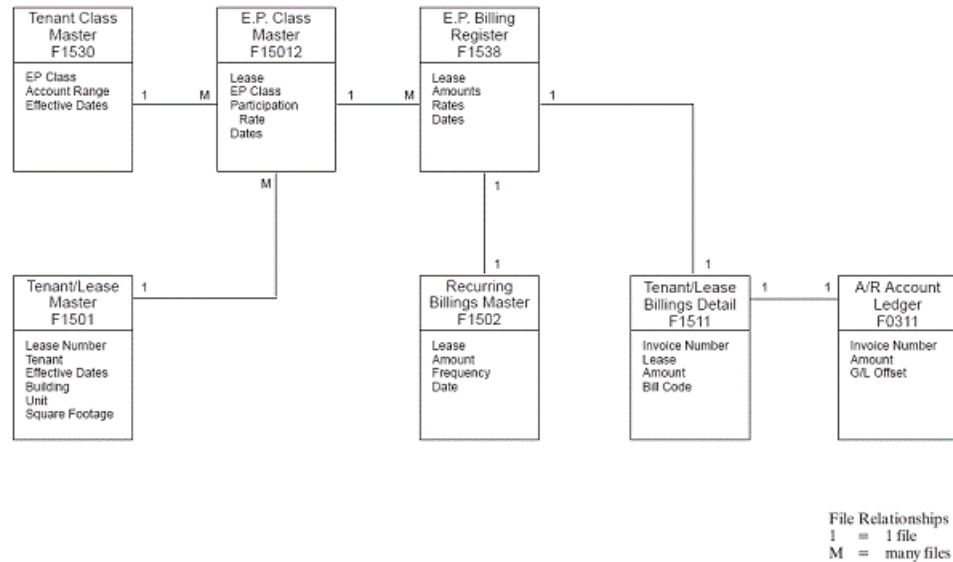 Tenant Class
Master
F1530
EP Class
Account Range
Effective Dates
1
M
E.P. Class
Master
F15012
Lease
EP Class
Participation
Rate
Dates
1
M
M
E.P. Billing
Register
F1538
Lease
Amounts
Rates
Dates
1
1
1
1
Tenant/Lease
Master
F1501
Lease Number
Tenant
Effective Dates
Building
Unit
Square Footage
1
Recurring
Billings Master
F1502
Lease
Amount
Frequency
Date
Tenant/Lease
Billings Detail
F1511
Invoice Number
Lease
Amount
Bill Code
1
1
A/R Account
Ledger
F0311
Invoice Number
Amount
G/L Offset
File Relationships
1 = 1 file
M = many files